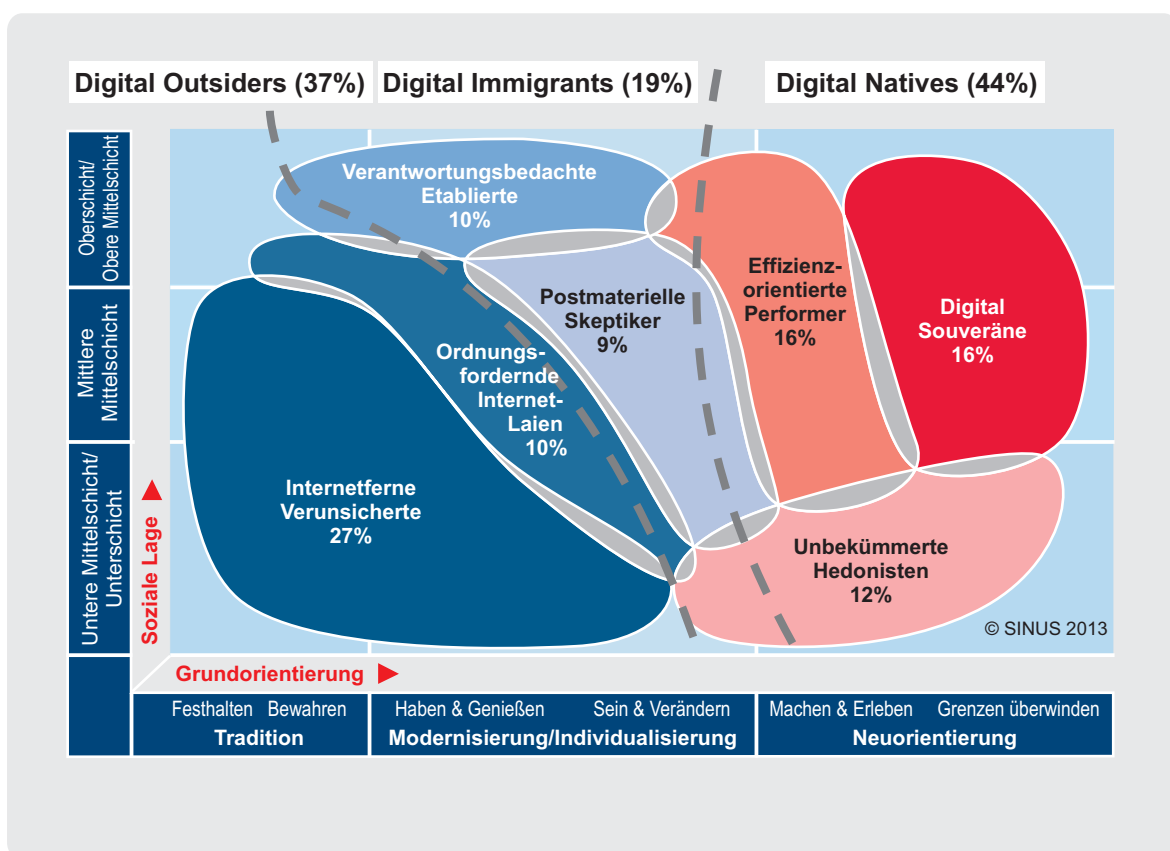 Digital Outsiders (37%)
Digital Immigrants (19%)
Digital Natives (44%)
Oberschicht/
Obere Mittelschicht
Mittlere
Mittelschicht
Untere Mittelschicht/
Unterschicht
Soziale Lage
Verantwortungsbedachte
Etablierte
10%
Postmaterielle
Skeptiker
9%
Effizienz-
orientierte
Performer
16%
Digital
Souveräne
16%
Ordnungs-
fordernde
Internet-
Laien
10%
Internetferne
Verunsicherte
27%
Unbekümmerte
Hedonisten
12%
© SINUS 2013
Grundorientierung
Festhalten Bewahren
Tradition
Haben & Genießen Sein & Verändern
Modernisierung/Individualisierung
Machen & Erleben Grenzen überwinden
Neuorientierung